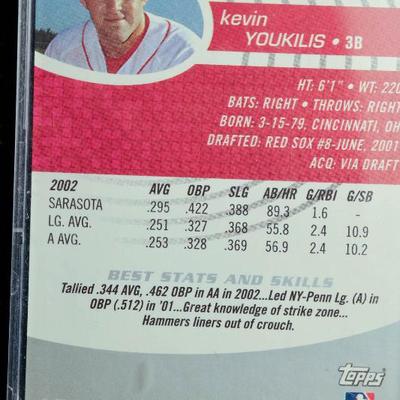 kevin
YOUKILIS • 3B
HT: 6'1" • WT: 220
BATS: RIGHT • THROWS: RIGHT
BORN: 3-15-79, CINCINNATI, OH
DRAFTED: RED SOX #8-JUNE, 2001
ACQ: VIA DRAFT
2002 AVG OBP SLG AB/HR G/RBI G/SB
SARASOTA .295 .422 .388 89.3 1.6 -
LG. AVG. .251 .327 .368 55.8 2.4 10.9
A AVG. .253 .328 .369 56.9 2.4 10.2
BEST STATS AND SKILLS
Tallied .344 AVG, .462 OBP in AA in 2002...Led NY-Penn Lg. (A) in
OBP (.512) in '01...Great knowledge of strike zone...
Hammers liners out of crouch.
TOPPS